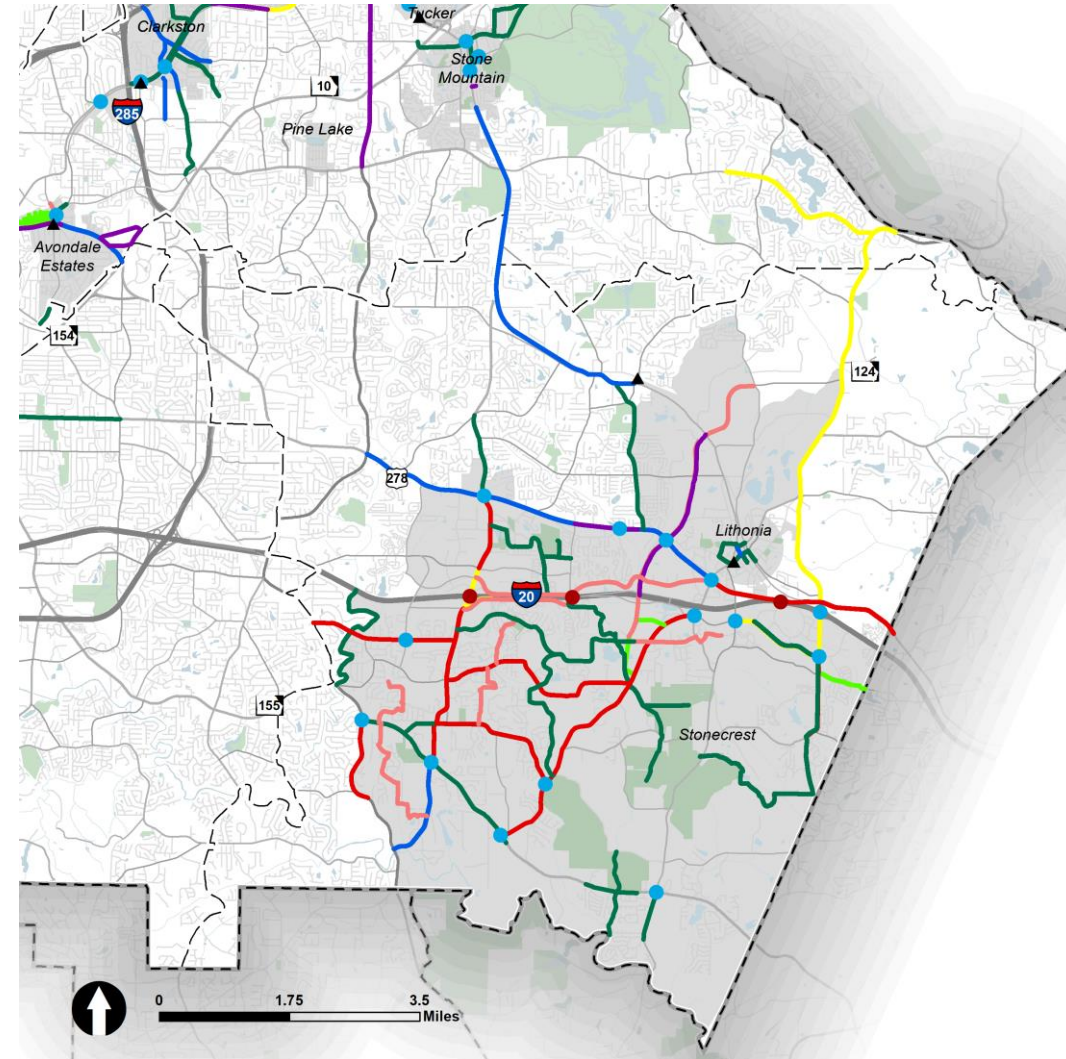 Tucker
Clarkston
Stone
Mountain
10
285
Pine Lake
Avondale
Estates
154
124
278
Lithonia
20
155
Stonecrest
0
1.75
3.5
Miles